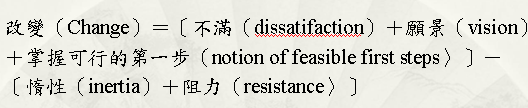 改變（Change）＝〔不滿（dissatifaction）＋願景（vision）
＋掌握可行的第一步（notion of feasible first steps〉〕－
〔惰性（inertia）＋阻力（resistance〉〕